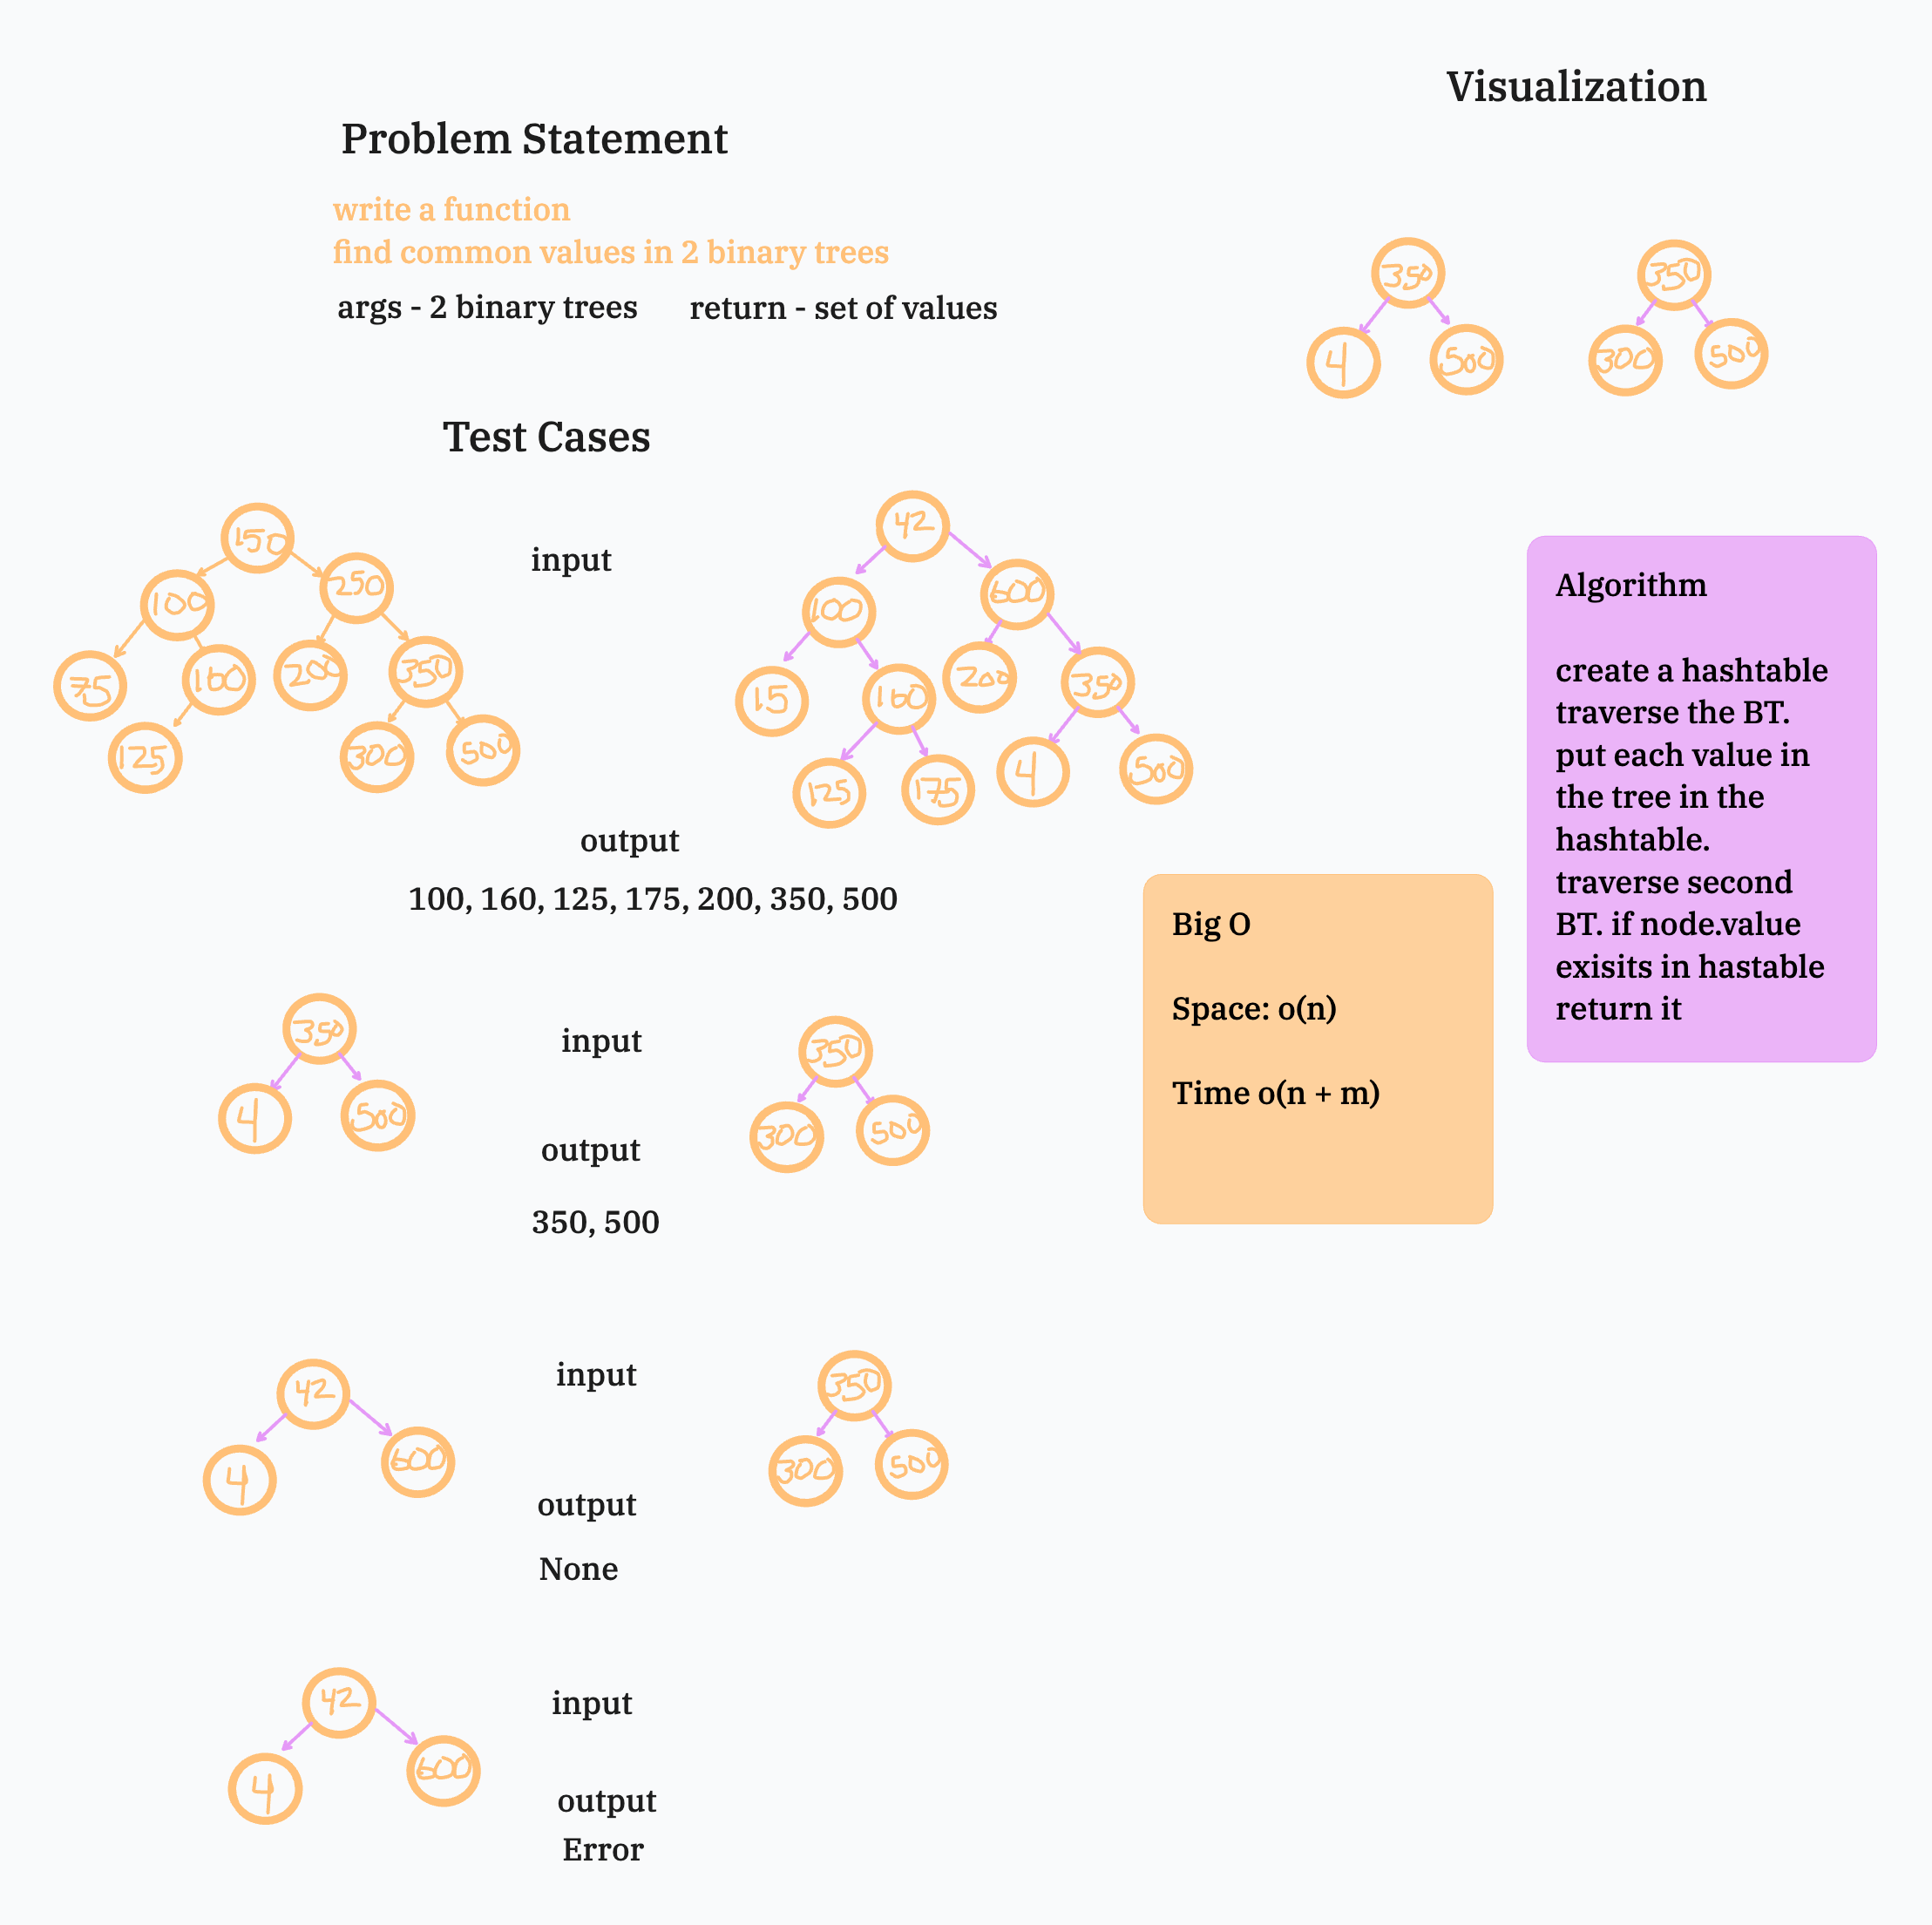 Visualization
Problem Statement
write a function
find common values in 2 binary trees
args - 2 binary trees
return - set of values
350
4
500
350
300
500
Test Cases
input
150
100
250
75
160
200
350
125
300
500
42
100
600
15
160
200
350
125
175
4
500
output
100, 160, 125, 175, 200, 350, 500
350
4
500
input
350
300
500
output
350, 500
42
4
600
input
350
300
500
output
None
42
4
600
input
output
Error
Big O
Space: o(n)
Time o(n + m)
Algorithm
create a hashtable
traverse the BT.
put each value in
the tree in the
hashtable.
traverse second
BT. if node.value
exisits in hastable
return it